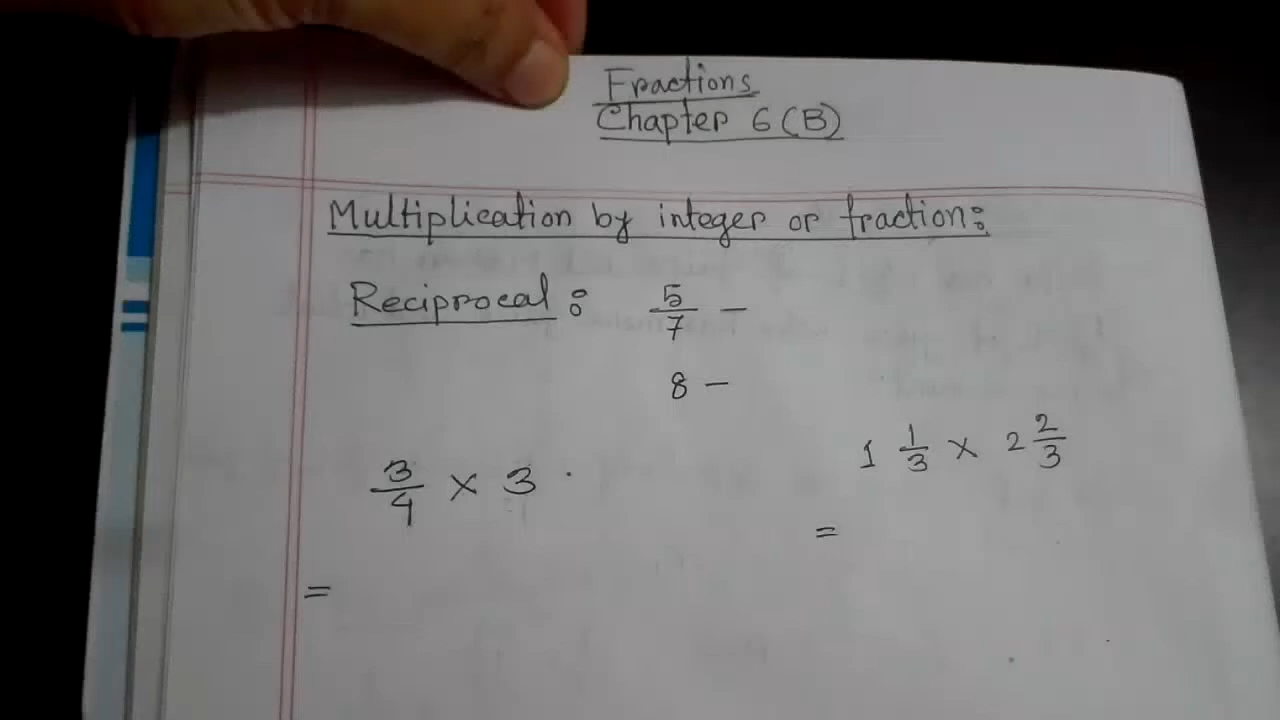 Fractions
Chapter 6 (B)
Multiplication by integer or fraction:
Reciprocal : 5/7 -
8 -
3/4 × 3 .
1 1/3 × 2 2/3
=
=